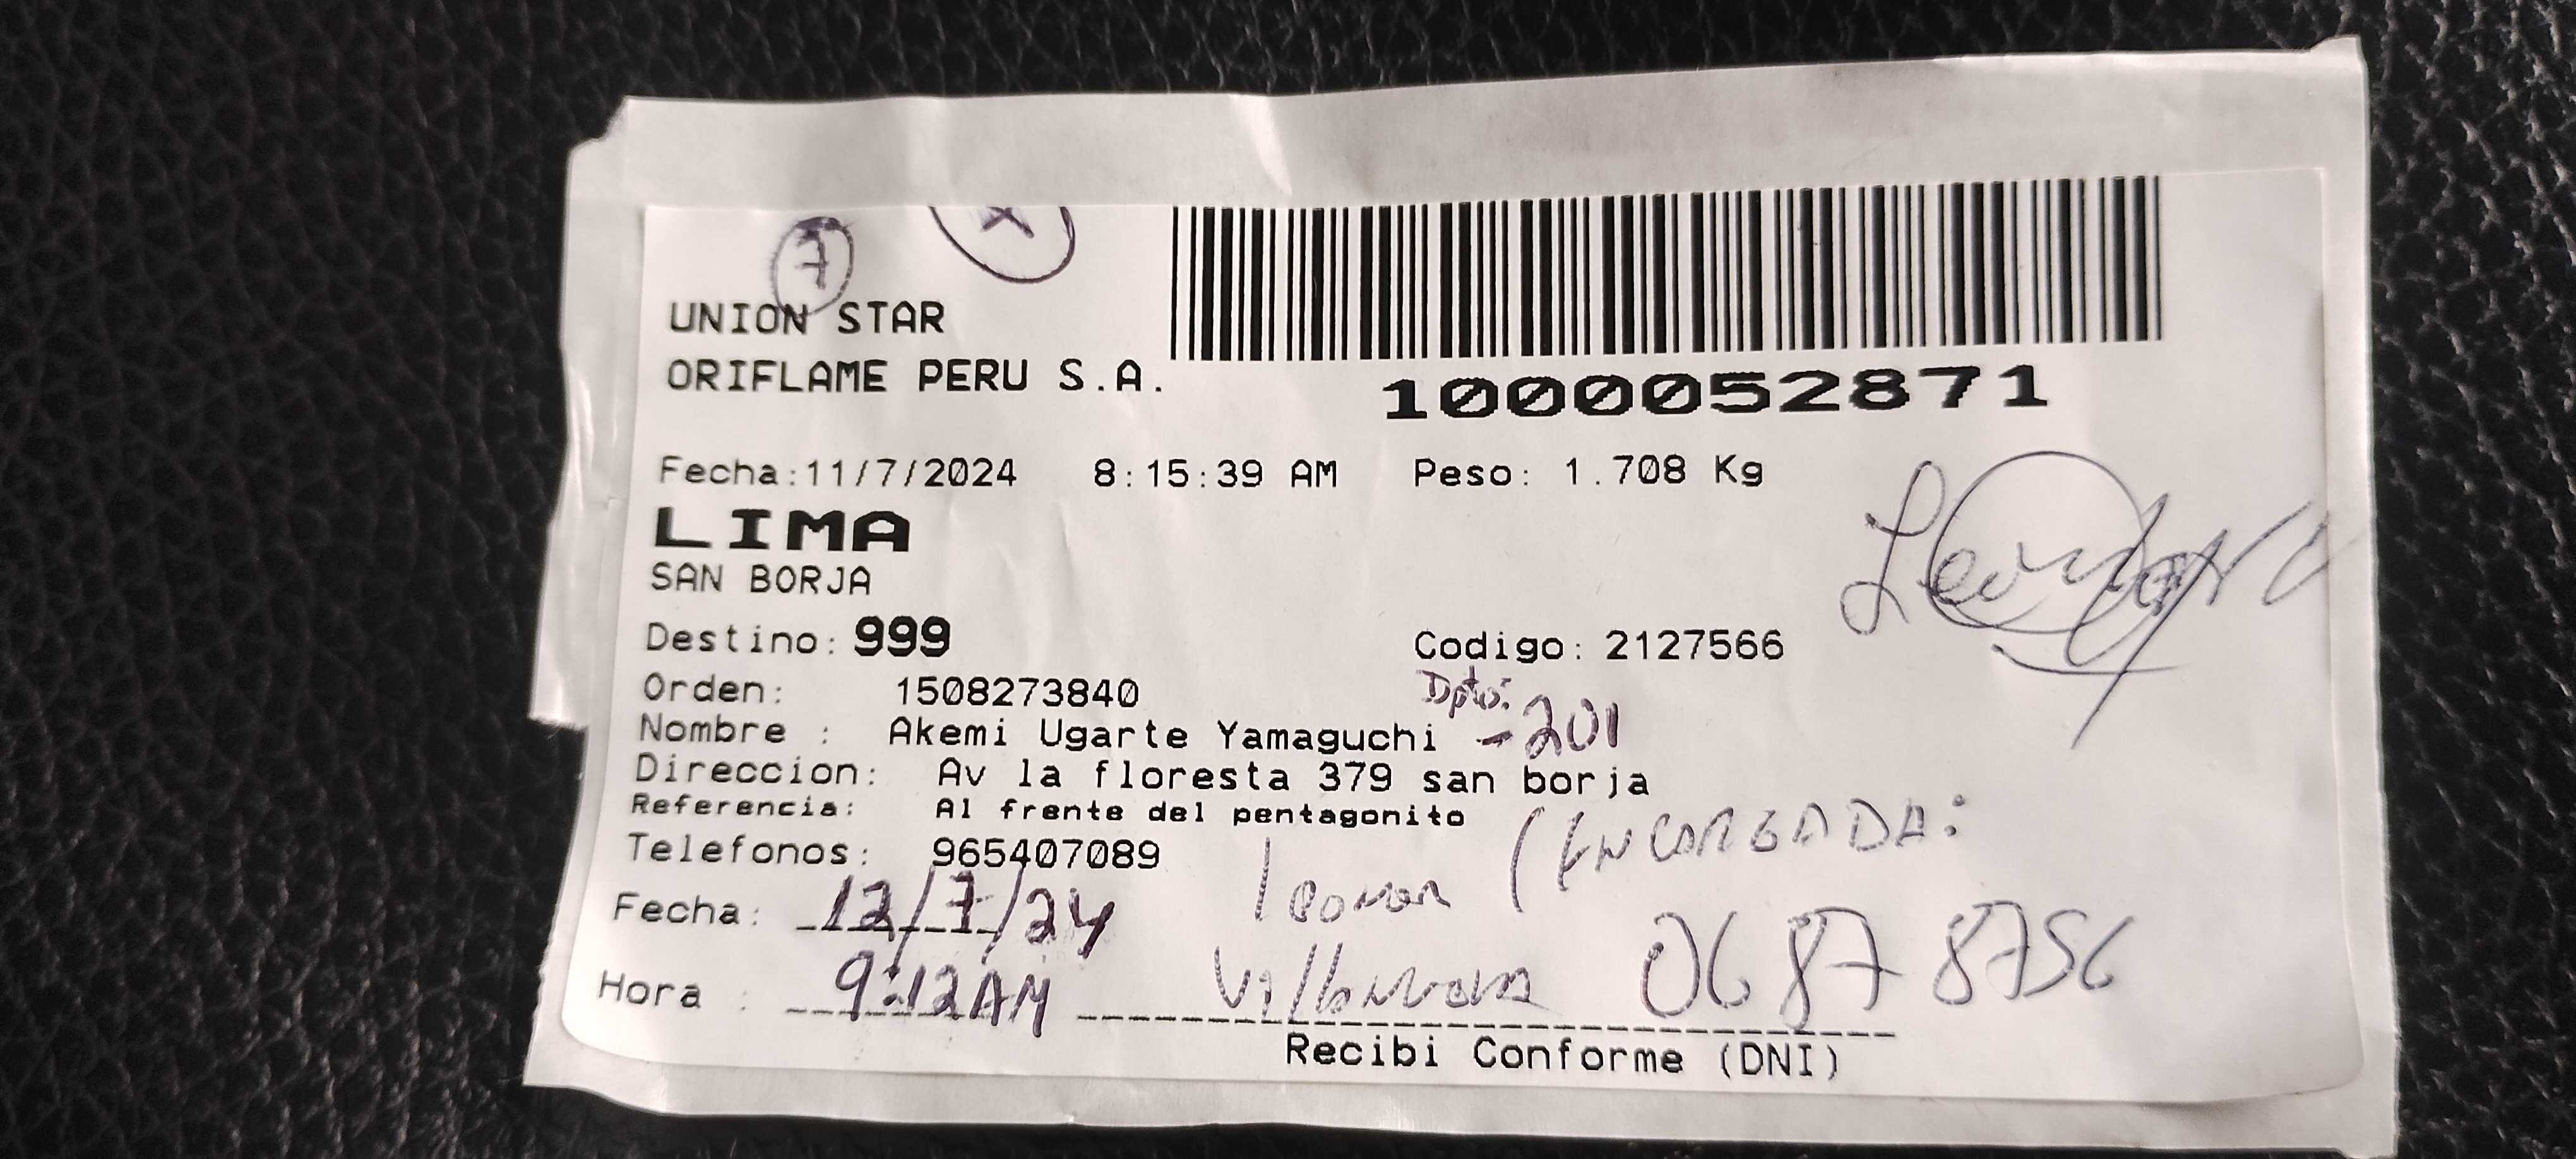 7
X
UNION STAR
ORIFLAME PERU S.A.
1000052871
Fecha:11/7/2024 8:15:39 AM Peso: 1.708 Kg
LIMA
SAN BORJA
Destino: 999 Codigo: 2127566
Orden: 1508273840 Dpto:
Nombre : Akemi Ugarte Yamaguchi - 201
Direccion: Av la floresta 379 san borja
Referencia: Al frente del pentagonito
Telefonos: 965407089 (ENCARGADA:
Fecha: 12/7/24 Leonor
Hora : 9:12AM Villanueva 06878756
Recibi Conforme (DNI)